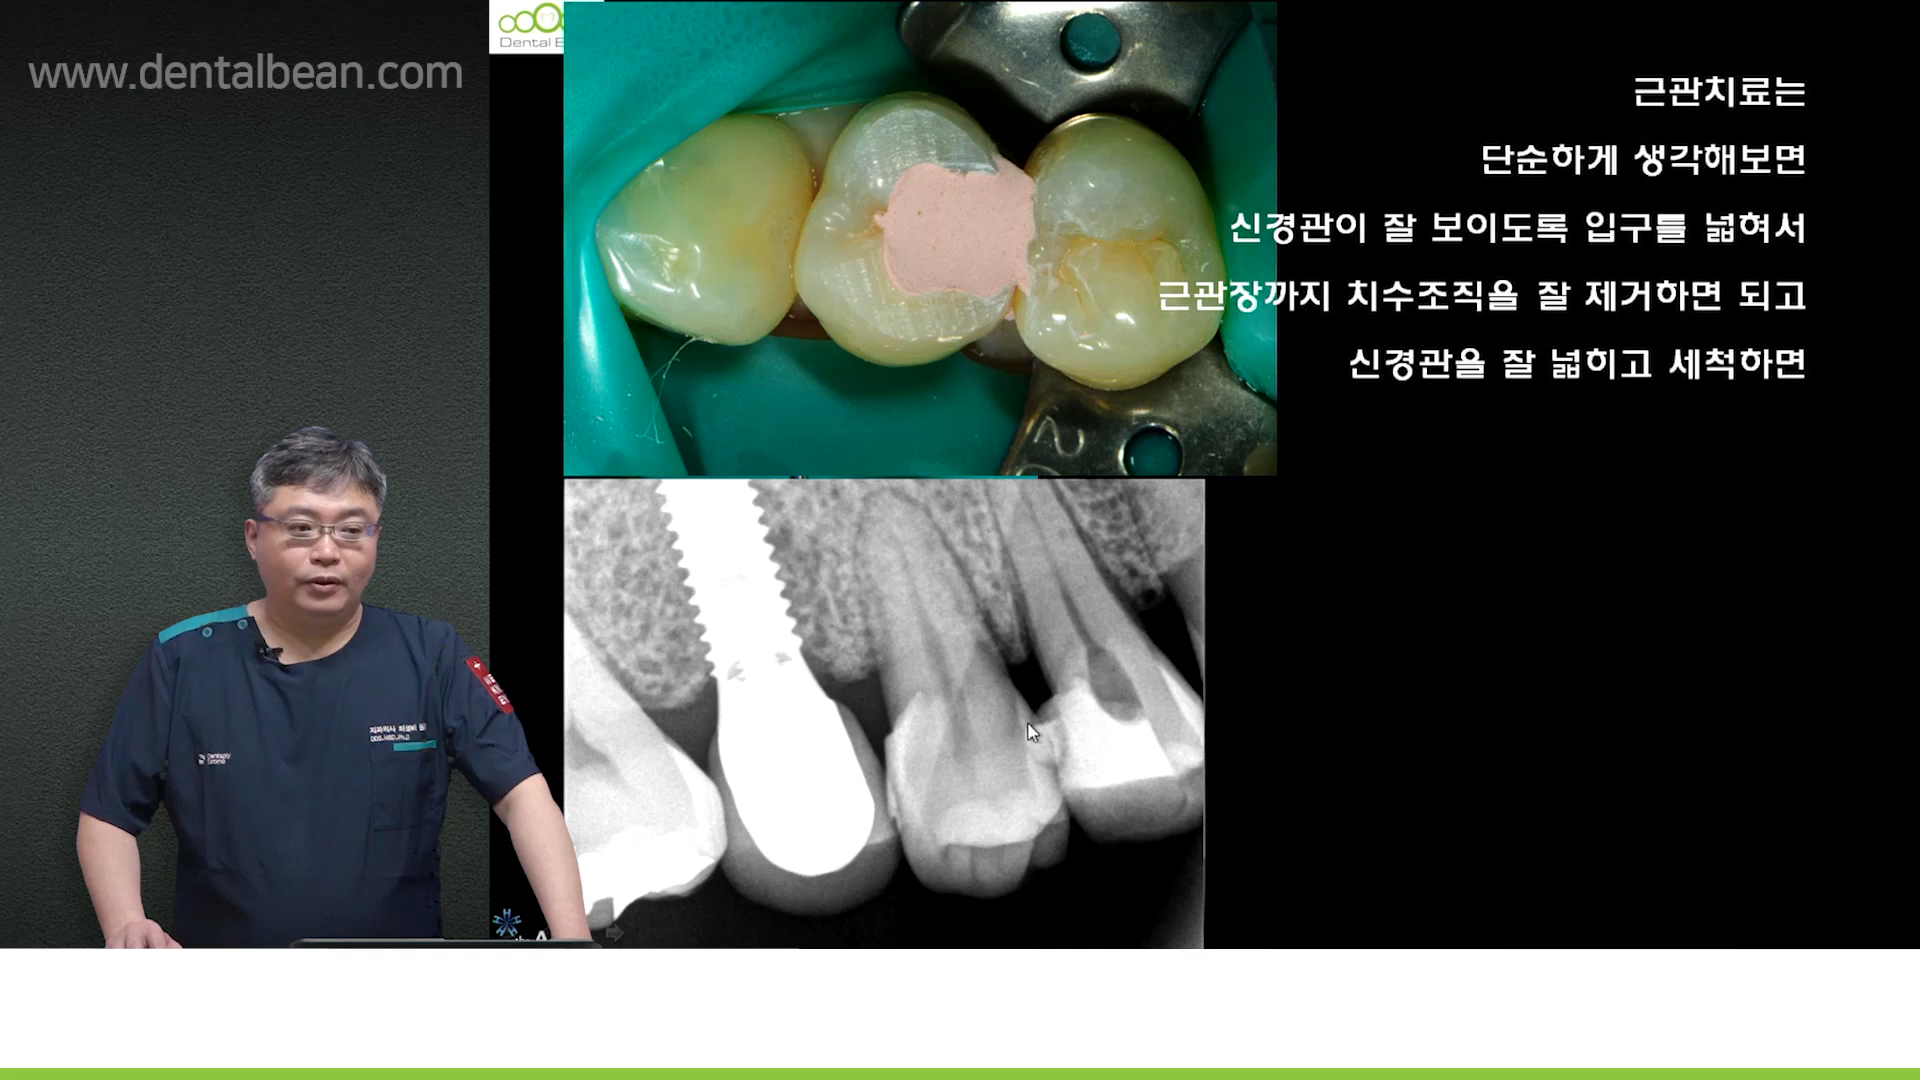 www.dentalbean.com
Dental
근관치료는
단순하게 생각해보면
신경관이 잘 보이도록 입구를 넓혀서
근관장까지 치수조직을 잘 제거하면 되고
신경관을 잘 넓히고 세척하면
Dentsply
Sirona